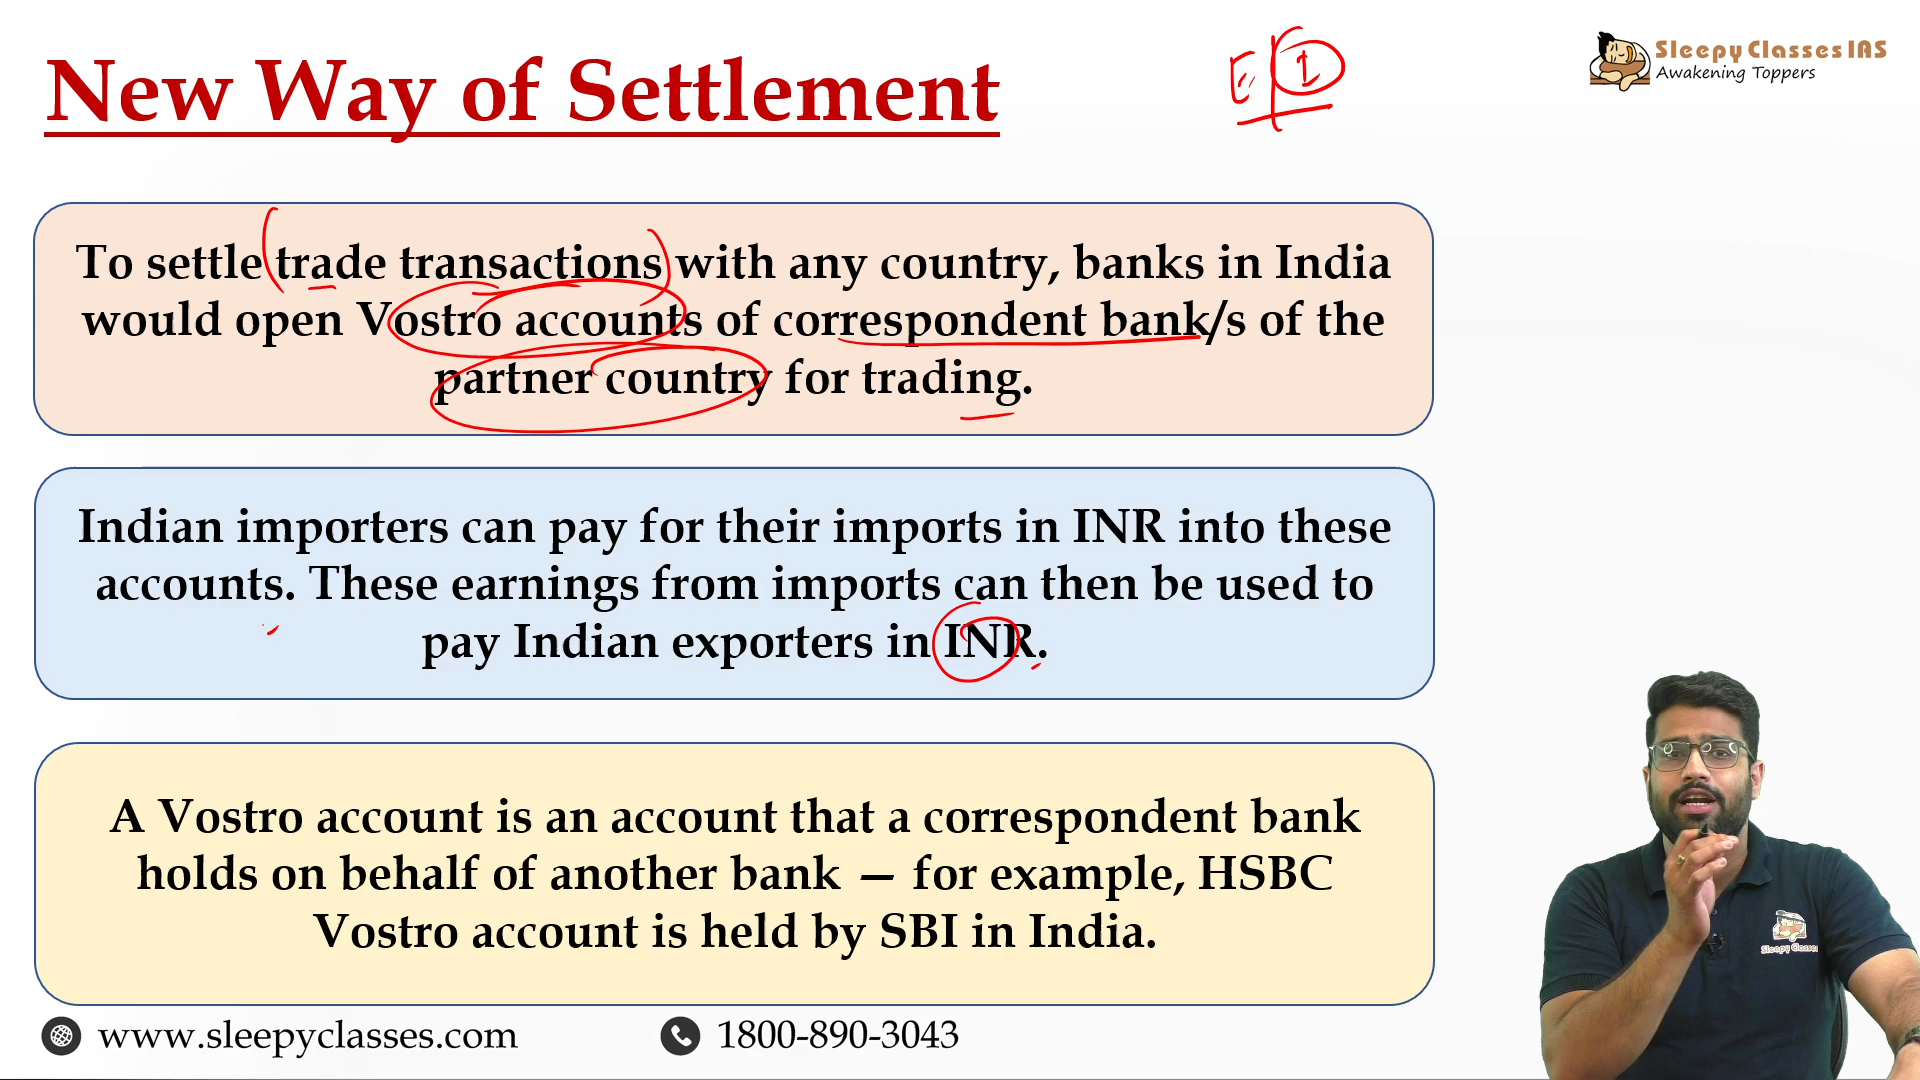 New Way of Settlement
E I
Sleepy Classes IAS
Awakening Toppers
To settle trade transactions with any country, banks in India
would open Vostro accounts of correspondent bank/s of the
partner country for trading.
Indian importers can pay for their imports in INR into these
accounts. These earnings from imports can then be used to
pay Indian exporters in INR.
A Vostro account is an account that a correspondent bank
holds on behalf of another bank — for example, HSBC
Vostro account is held by SBI in India.
Sleepy Classes
www.sleepyclasses.com
1800-890-3043